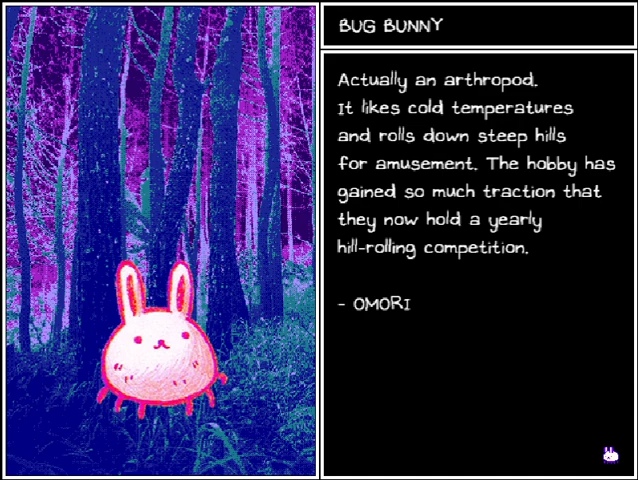 BUG BUNNY
Actually an arthropod.
It likes cold temperatures
and rolls down steep hills
for amusement. The hobby has
gained so much traction that
they now hold a yearly
hill-rolling competition.
- OMORI